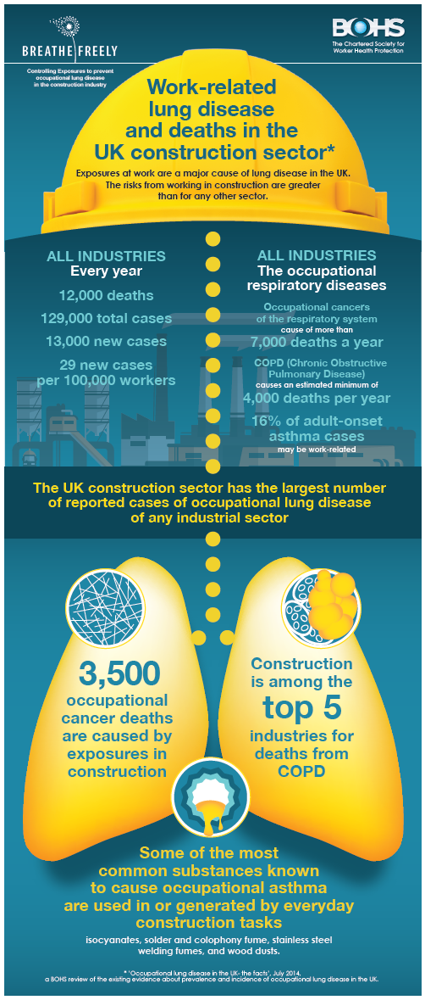 BREATHE FREELY
Controlling Exposures to prevent
occupational lung disease
in the construction industry
BOHS
The Chartered Society for
Worker Health Protection
Work-related
lung disease
and deaths in the
UK construction sector*
Exposures at work are a major cause of lung disease in the UK.
The risks from working in construction are greater
than for any other sector.
ALL INDUSTRIES
Every year
12,000 deaths
129,000 total cases
13,000 new cases
29 new cases
per 100,000 workers
ALL INDUSTRIES
The occupational
respiratory diseases
Occupational cancers
of the respiratory system
cause of more than
7,000 deaths a year
COPD (Chronic Obstructive
Pulmonary Disease)
causes an estimated minimum of
4,000 deaths per year
16% of adult-onset
asthma cases
may be work-related
The UK construction sector has the largest number
of reported cases of occupational lung disease
of any industrial sector
3,500
occupational
cancer deaths
are caused by
exposures in
construction
Construction
is among the
top 5
industries for
deaths from
COPD
Some of the most
common substances known
to cause occupational asthma
are used in or generated by everyday
construction tasks
isocyanates, solder and colophony fume, stainless steel
welding fumes, and wood dusts.
* 'Occupational lung disease in the UK- the facts', July 2014,
a BOHS review of the existing evidence about prevalence and incidence of occupational lung disease in the UK.